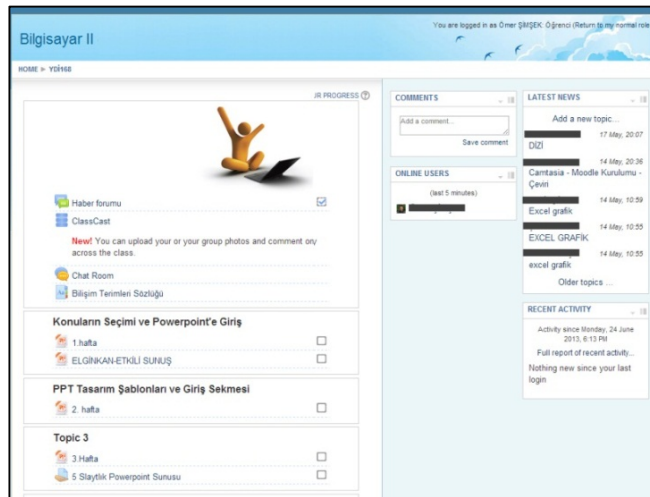 You are logged in as Ömer ŞİMŞEK: Öğrenci (Return to my normal role
Bilgisayar II
HOME ► YDİ168
PROGRESS
Haber forumu
ClassCast
New! You can upload your or your group photos and comment ory
across the class.
Chat Room
Bilişim Terimleri Sözlüğü
Konuların Seçimi ve Powerpoint'e Giriş
1.hafta
ELGİNKAN-ETKİLİ SUNUŞ
PPT Tasarım Şablonları ve Giriş Sekmesi
2. hafta
Topic 3
3.Hafta
5 Slaytlık Powerpoint Sunusu
COMMENTS
Add a comment...
Save comment
ONLINE USERS
(last 5 minutes)
LATEST NEWS
Add a new topic...
17 May, 20:07
DİZİ
14 May, 20:36
Camtasia - Moodle Kurulumu -
Çeviri
14 May, 10:59
Excel grafik
14 May, 10:55
EXCEL GRAFİK
14 May, 10:55
excel grafik
Older topics ...
RECENT ACTIVITY
Activity since Monday, 24 June
2013, 6:13 PM
Full report of recent activity...
Nothing new since your last
login